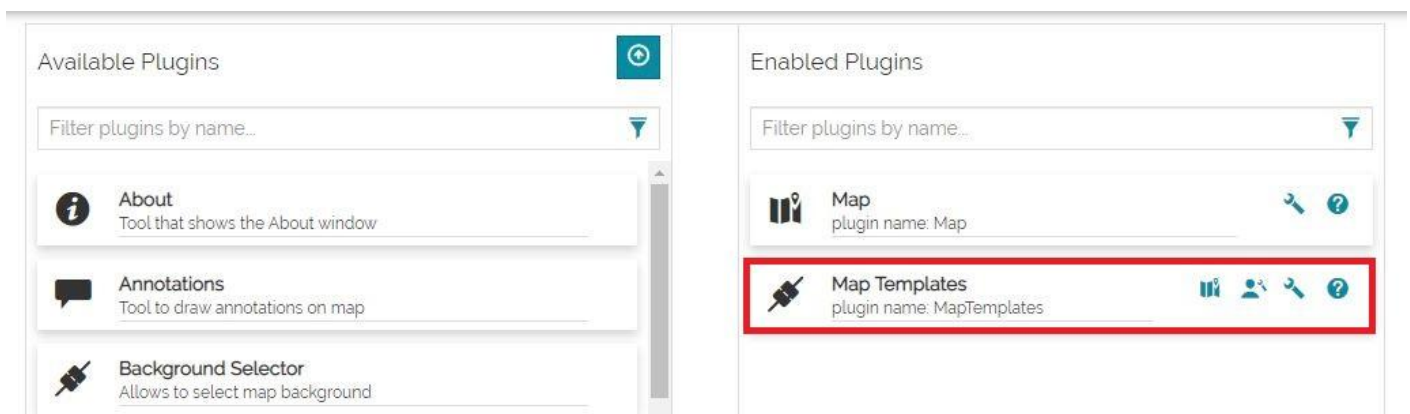 Available Plugins
Filter plugins by name...
About
Tool that shows the About window
Annotations
Tool to draw annotations on map
Background Selector
Allows to select map background
Enabled Plugins
Filter plugins by name...
Map
plugin name: Map
Map Templates
plugin name: MapTemplates